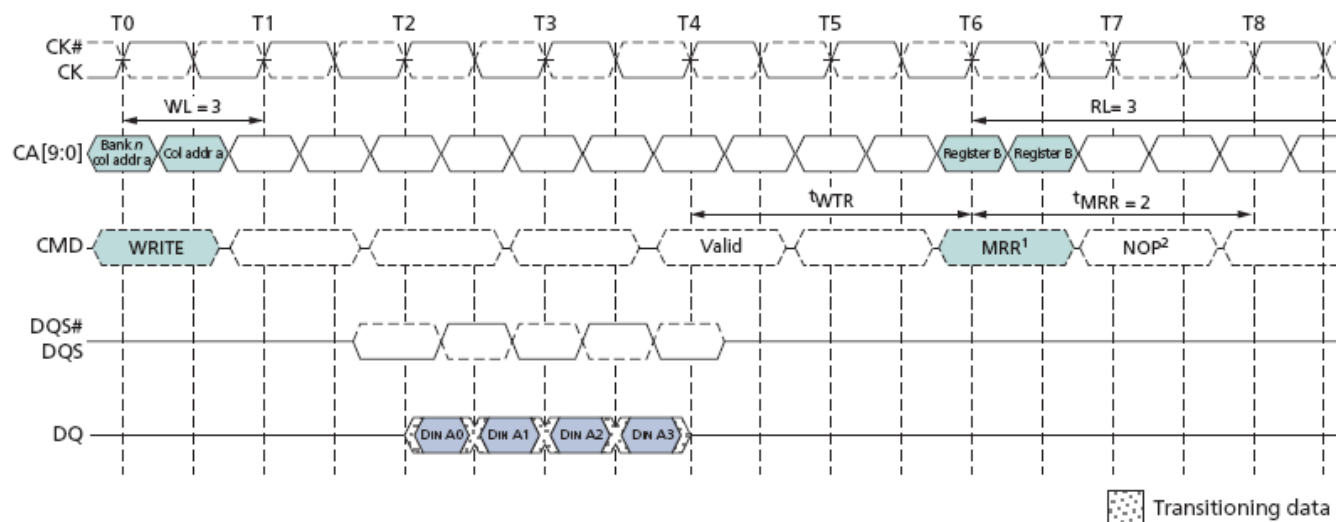 T0 T1 T2 T3 T4 T5 T6 T7 T8
CK#
CK
WL = 3
RL= 3
CA[9:0]
Bank n
col addr a
Col addr a
Register B
Register B
tWTR
tMRR = 2
CMD
WRITE
Valid
MRR1
NOP2
DQS#
DQS
DQ
DIN A0
DIN A1
DIN A2
DIN A3
Transitioning data